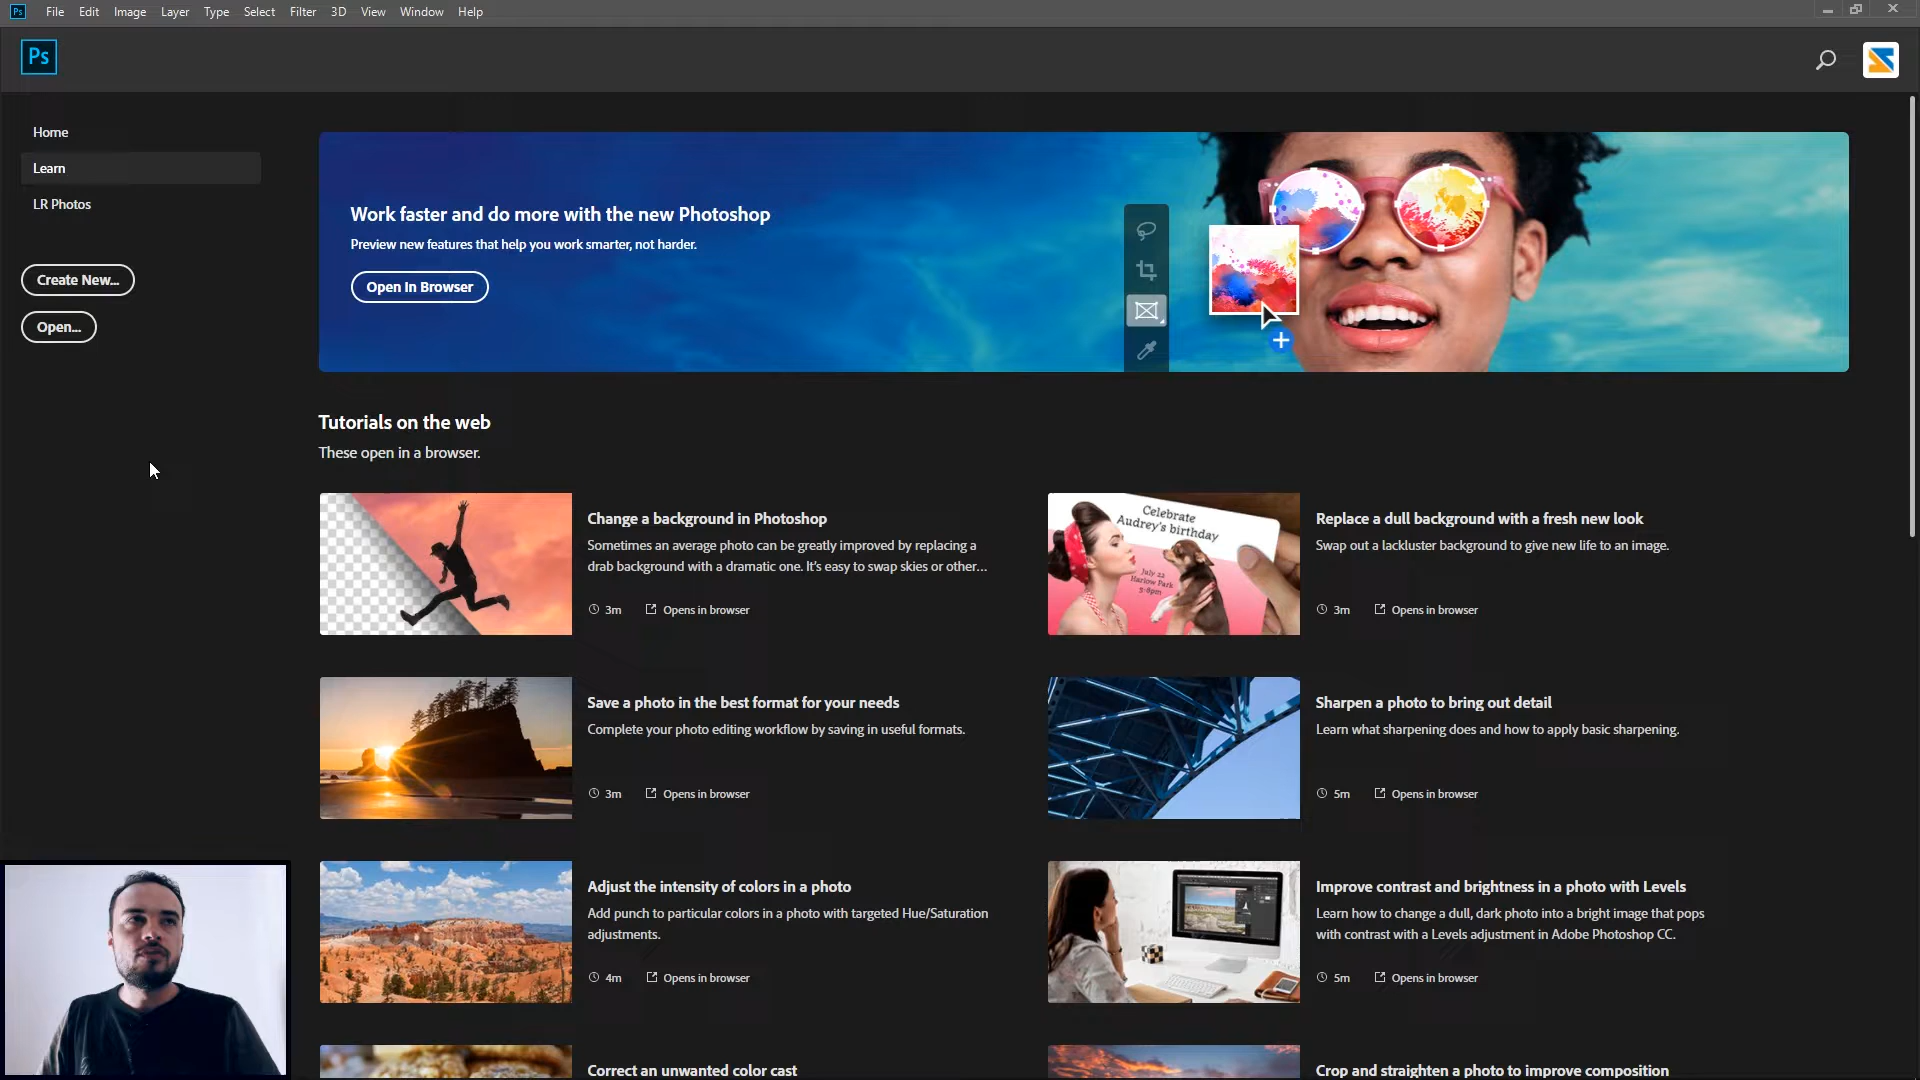 Ps File Edit Image Layer Type Select Filter 3D View Window Help
Ps
Home
Learn
LR Photos
Create New...
Open...
Work faster and do more with the new Photoshop
Preview new features that help you work smarter, not harder.
Open In Browser
Tutorials on the web
These open in a browser.
Change a background in Photoshop
Sometimes an average photo can be greatly improved by replacing a
drab background with a dramatic one. It's easy to swap skies or other...
3m Opens in browser
Celebrate
Audrey's birthday
July 22
Harlow Park
5-8pm
Replace a dull background with a fresh new look
Swap out a lackluster background to give new life to an image.
3m Opens in browser
Save a photo in the best format for your needs
Complete your photo editing workflow by saving in useful formats.
3m Opens in browser
Sharpen a photo to bring out detail
Learn what sharpening does and how to apply basic sharpening.
5m Opens in browser
Adjust the intensity of colors in a photo
Add punch to particular colors in a photo with targeted Hue/Saturation
adjustments.
4m Opens in browser
Improve contrast and brightness in a photo with Levels
Learn how to change a dull, dark photo into a bright image that pops
with contrast with a Levels adjustment in Adobe Photoshop CC.
5m Opens in browser
Correct an unwanted color cast
Crop and straighten a photo to improve composition